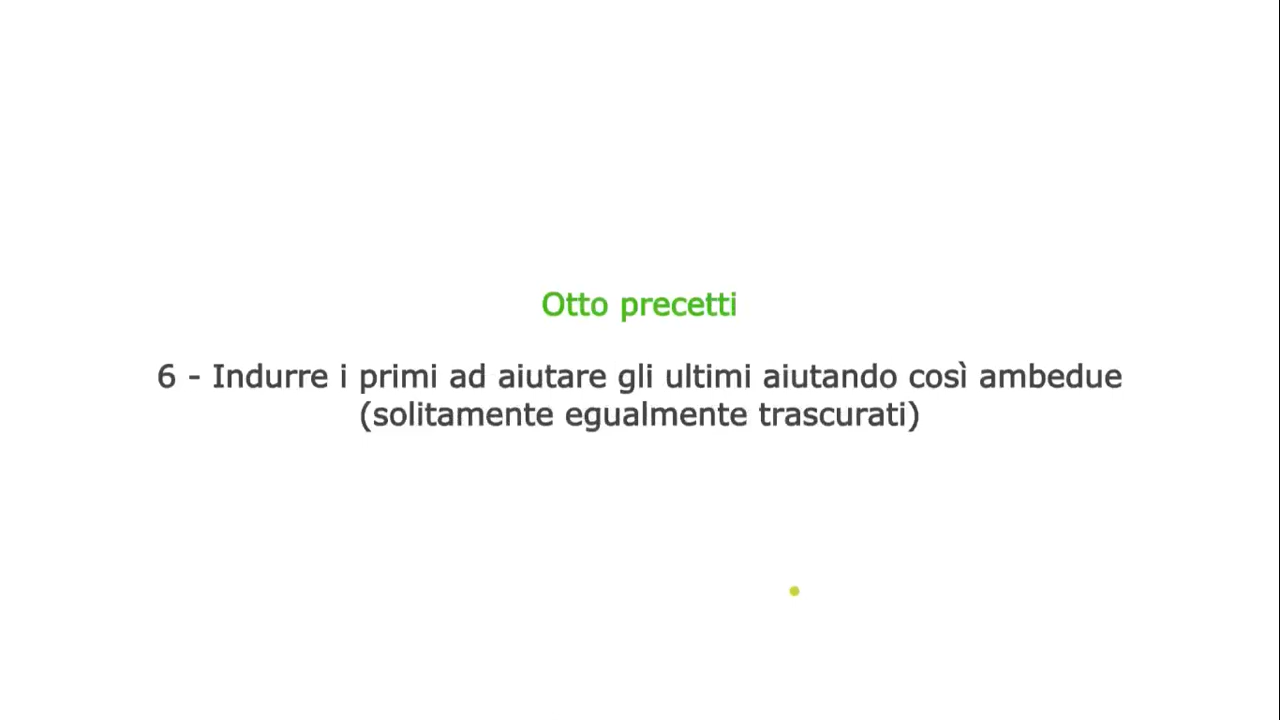 Otto precetti
6 - Indurre i primi ad aiutare gli ultimi aiutando così ambedue
(solitamente egualmente trascurati)